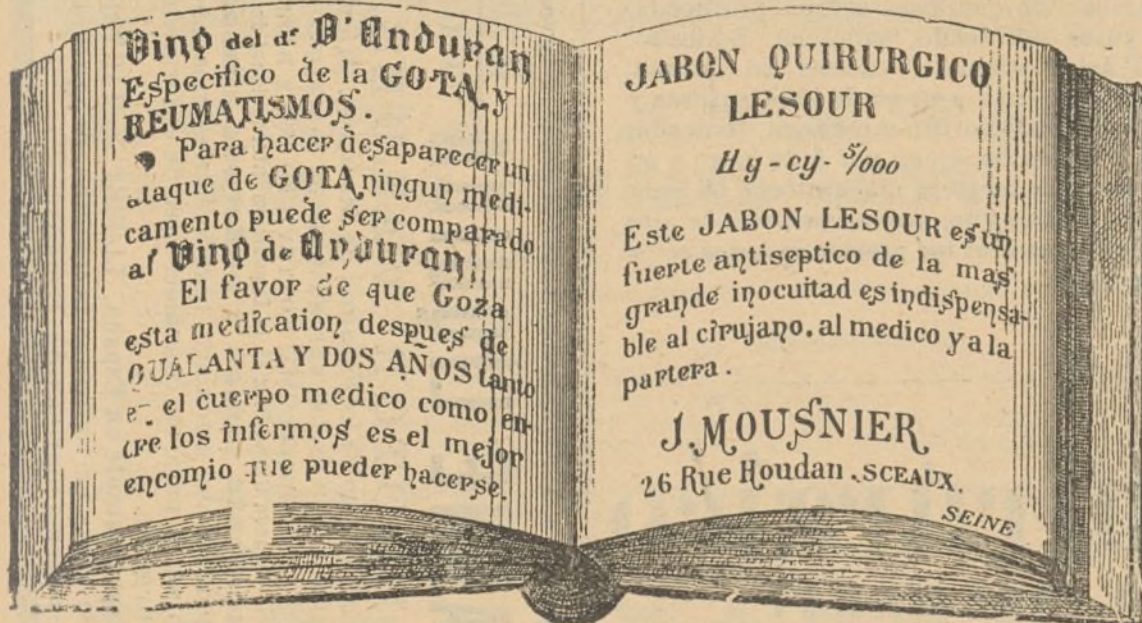 Vino del dr. D'Anduran
Especifico de la GOTA y
REUMATISMOS.
Para hacer desaparecer un
ataque de GOTA ningun medi-
camento puede ser comparado
al Vino de Anduran
El favor de que Goza
esta medication despues de
CUALANTA Y DOS AÑOS tanto
en el cuerpo medico como en-
tre los infermos es el mejor
encomio que pueder hacerse.
JABON QUIRURGICO
LESOUR
Hy-cy- 5/000
Este JABON LESOUR es un
fuerte antiseptico de la mas
grande inocuitad es indispensa-
ble al cirujano. al medico y a la
partera.
J. MOUSNIER
26 Rue Houdan . SCEAUX.
SEINE